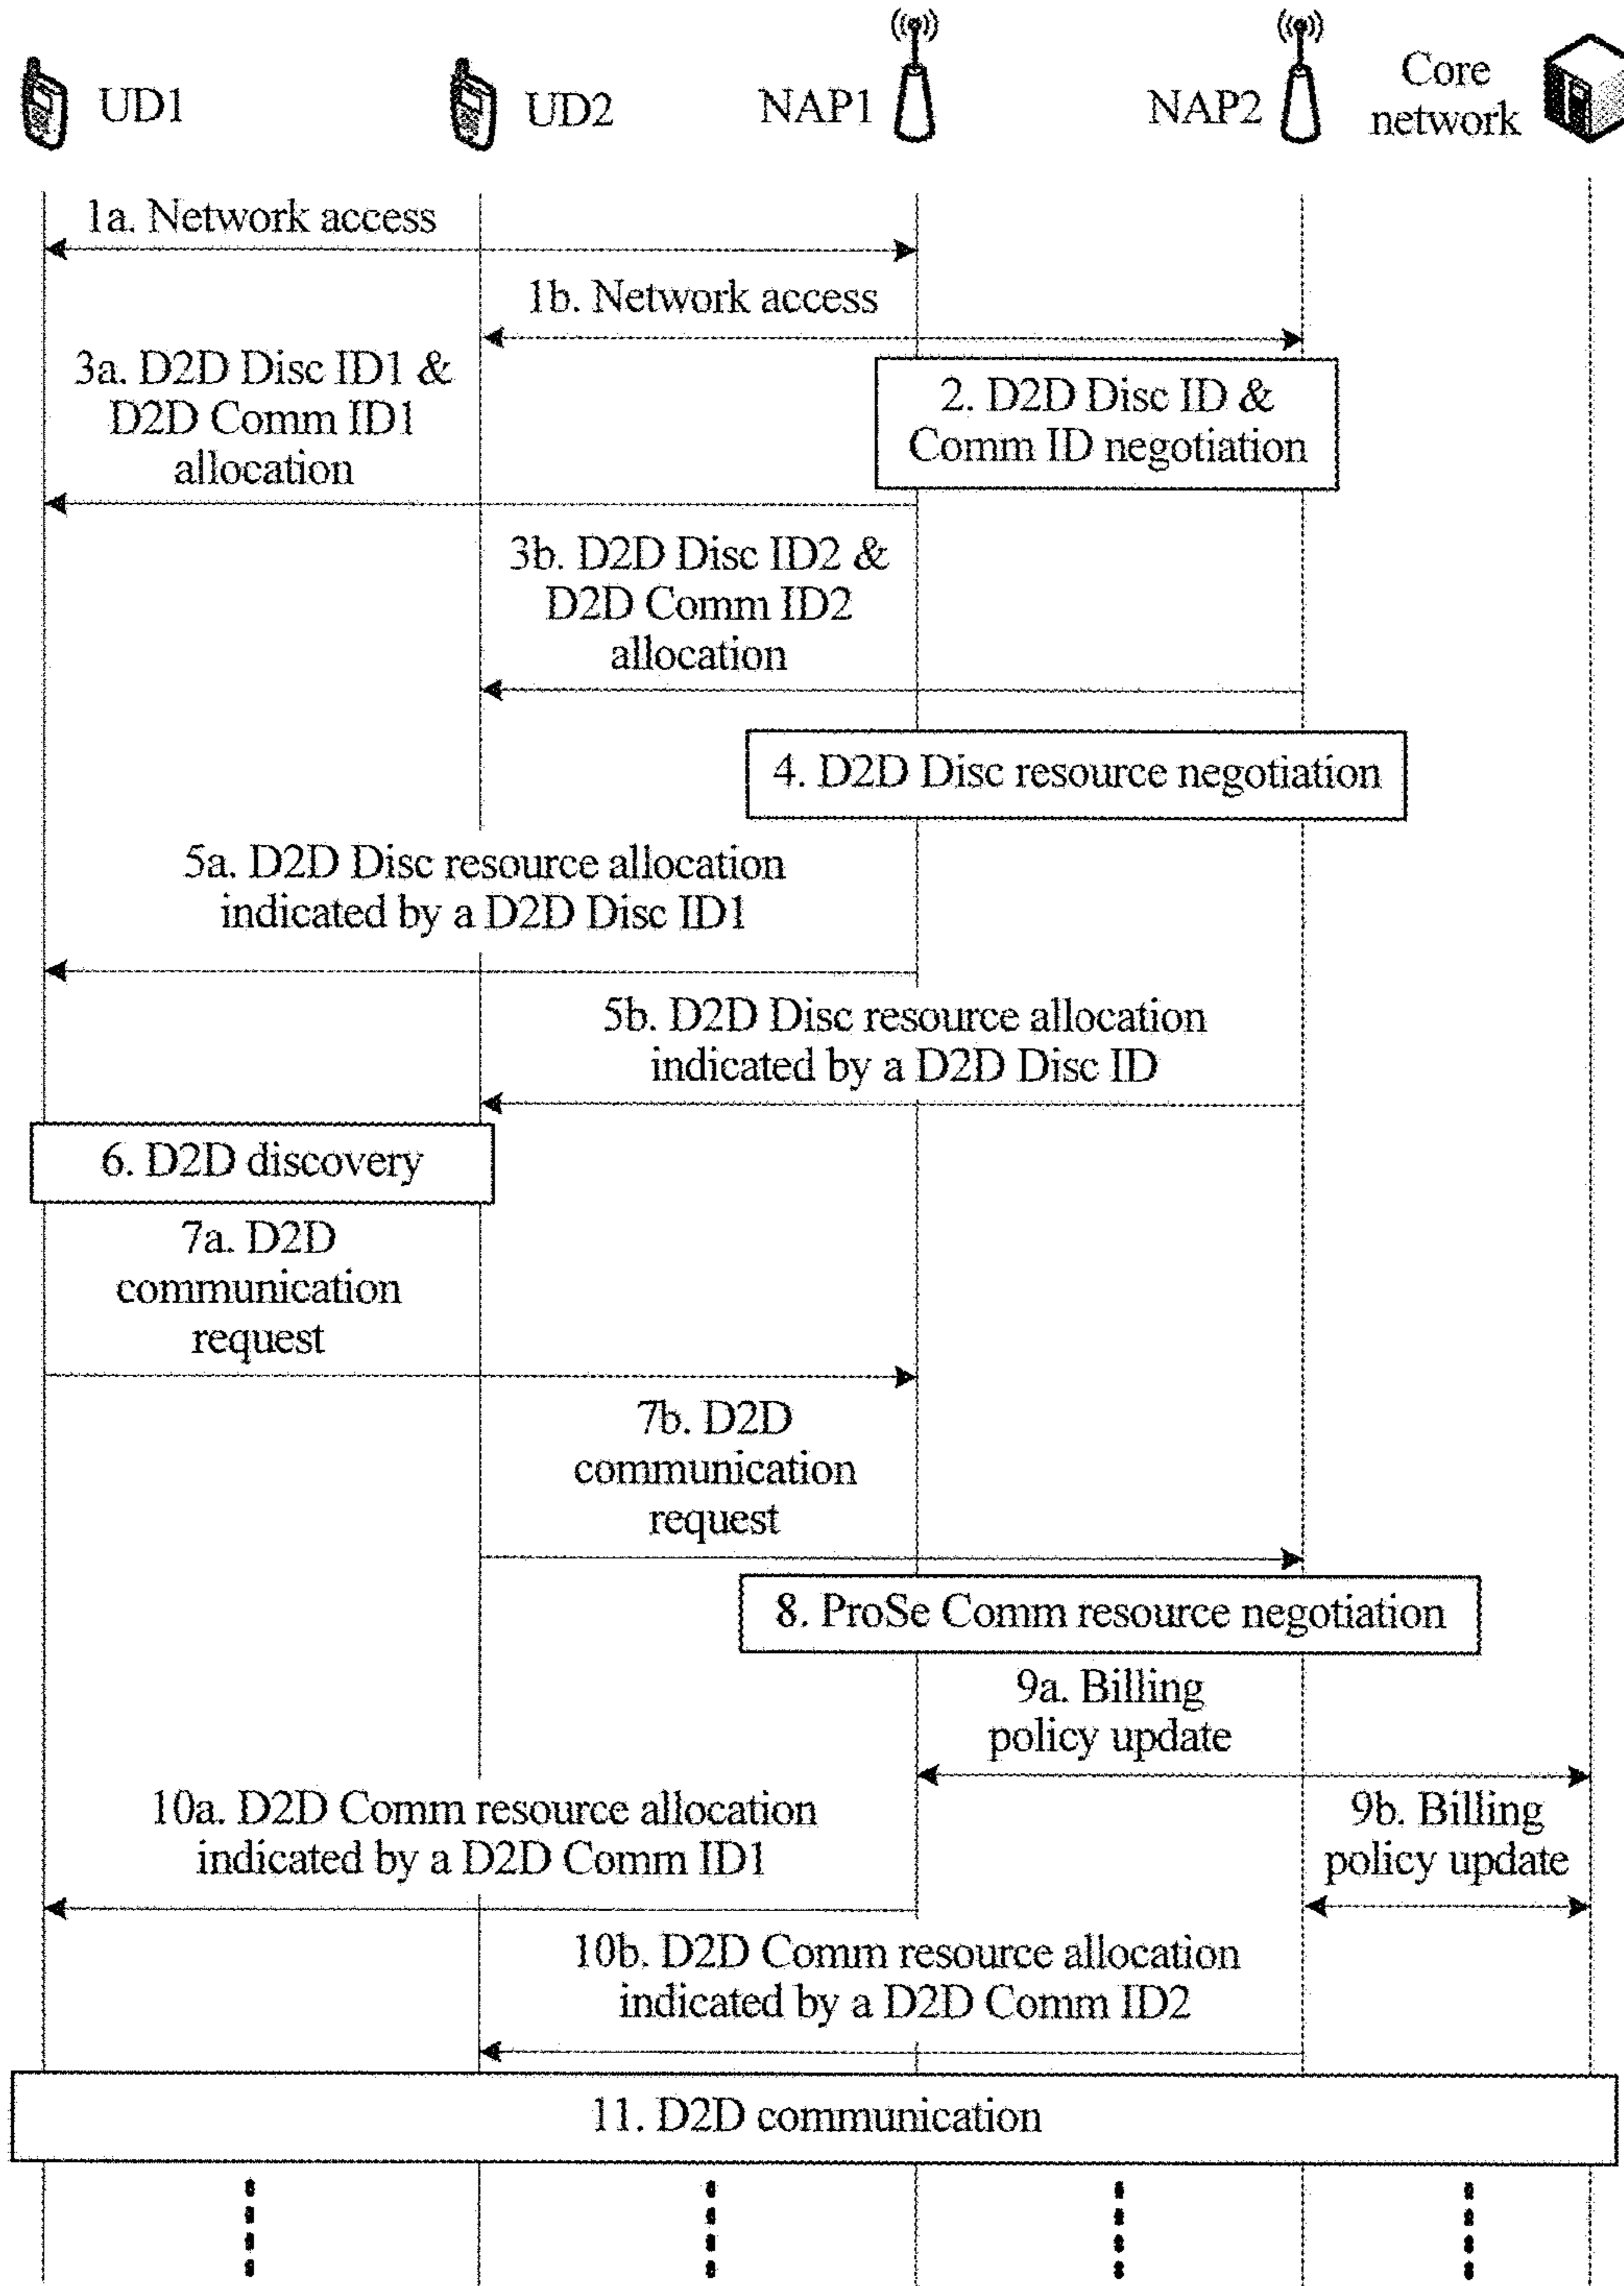 UD1
UD2
NAP1
NAP2
Core
network
1a. Network access
1b. Network access
2. D2D Disc ID &
Comm ID negotiation
3a. D2D Disc ID1 &
D2D Comm ID1
allocation
3b. D2D Disc ID2 &
D2D Comm ID2
allocation
4. D2D Disc resource negotiation
5a. D2D Disc resource allocation
indicated by a D2D Disc ID1
5b. D2D Disc resource allocation
indicated by a D2D Disc ID
6. D2D discovery
7a. D2D
communication
request
7b. D2D
communication
request
8. ProSe Comm resource negotiation
9a. Billing
policy update
9b. Billing
policy update
10a. D2D Comm resource allocation
indicated by a D2D Comm ID1
10b. D2D Comm resource allocation
indicated by a D2D Comm ID2
11. D2D communication